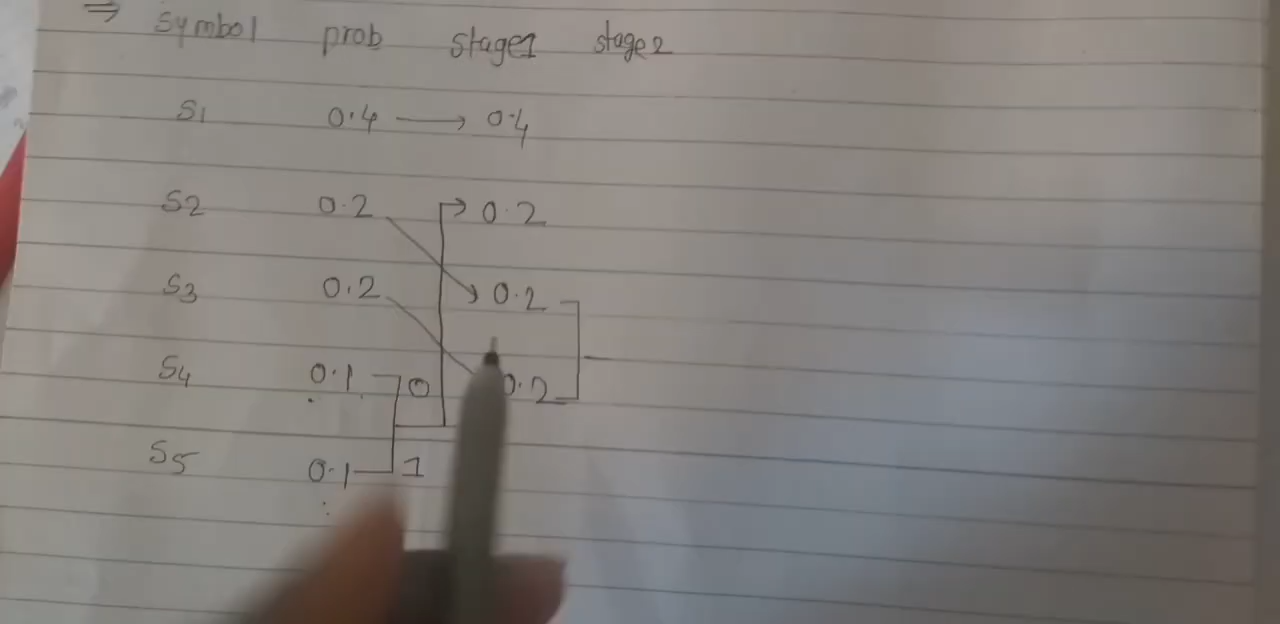 ⇒ symbol prob stage1 stage2
S1 0.4 → 0.4
S2 0.2 0.2
S3 0.2 0.2
S4 0.1 0 0.2
S5 0.1 1